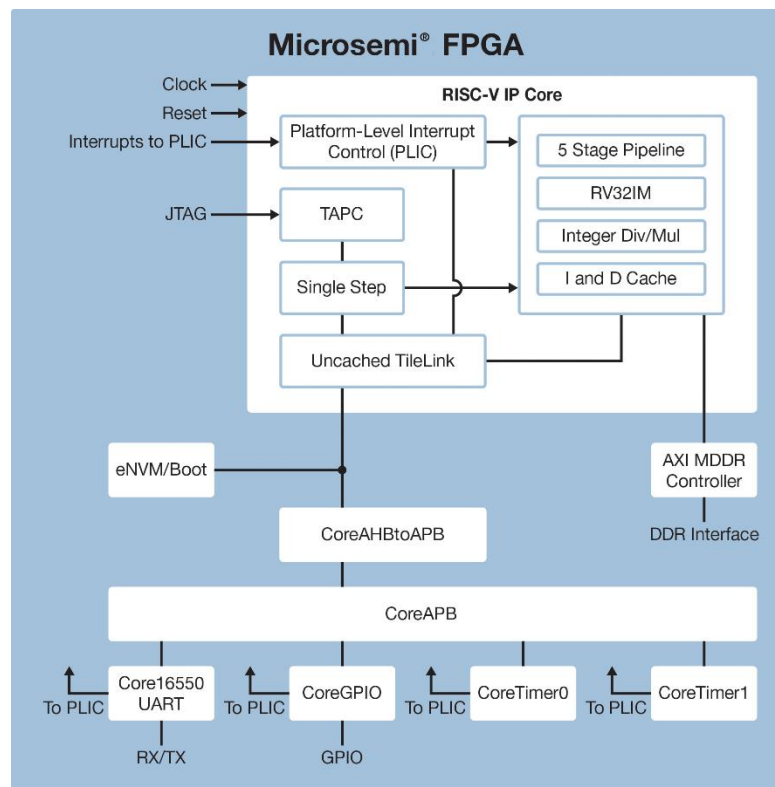 Microsemi® FPGA
Clock
Reset
Interrupts to PLIC
JTAG
RISC-V IP Core
Platform-Level Interrupt
Control (PLIC)
TAPC
Single Step
Uncached TileLink
5 Stage Pipeline
RV32IM
Integer Div/Mul
I and D Cache
eNVM/Boot
AXI MDDR
Controller
DDR Interface
CoreAHBtoAPB
CoreAPB
To PLIC
Core16550
UART
RX/TX
To PLIC
CoreGPIO
GPIO
To PLIC
CoreTimer0
To PLIC
CoreTimer1